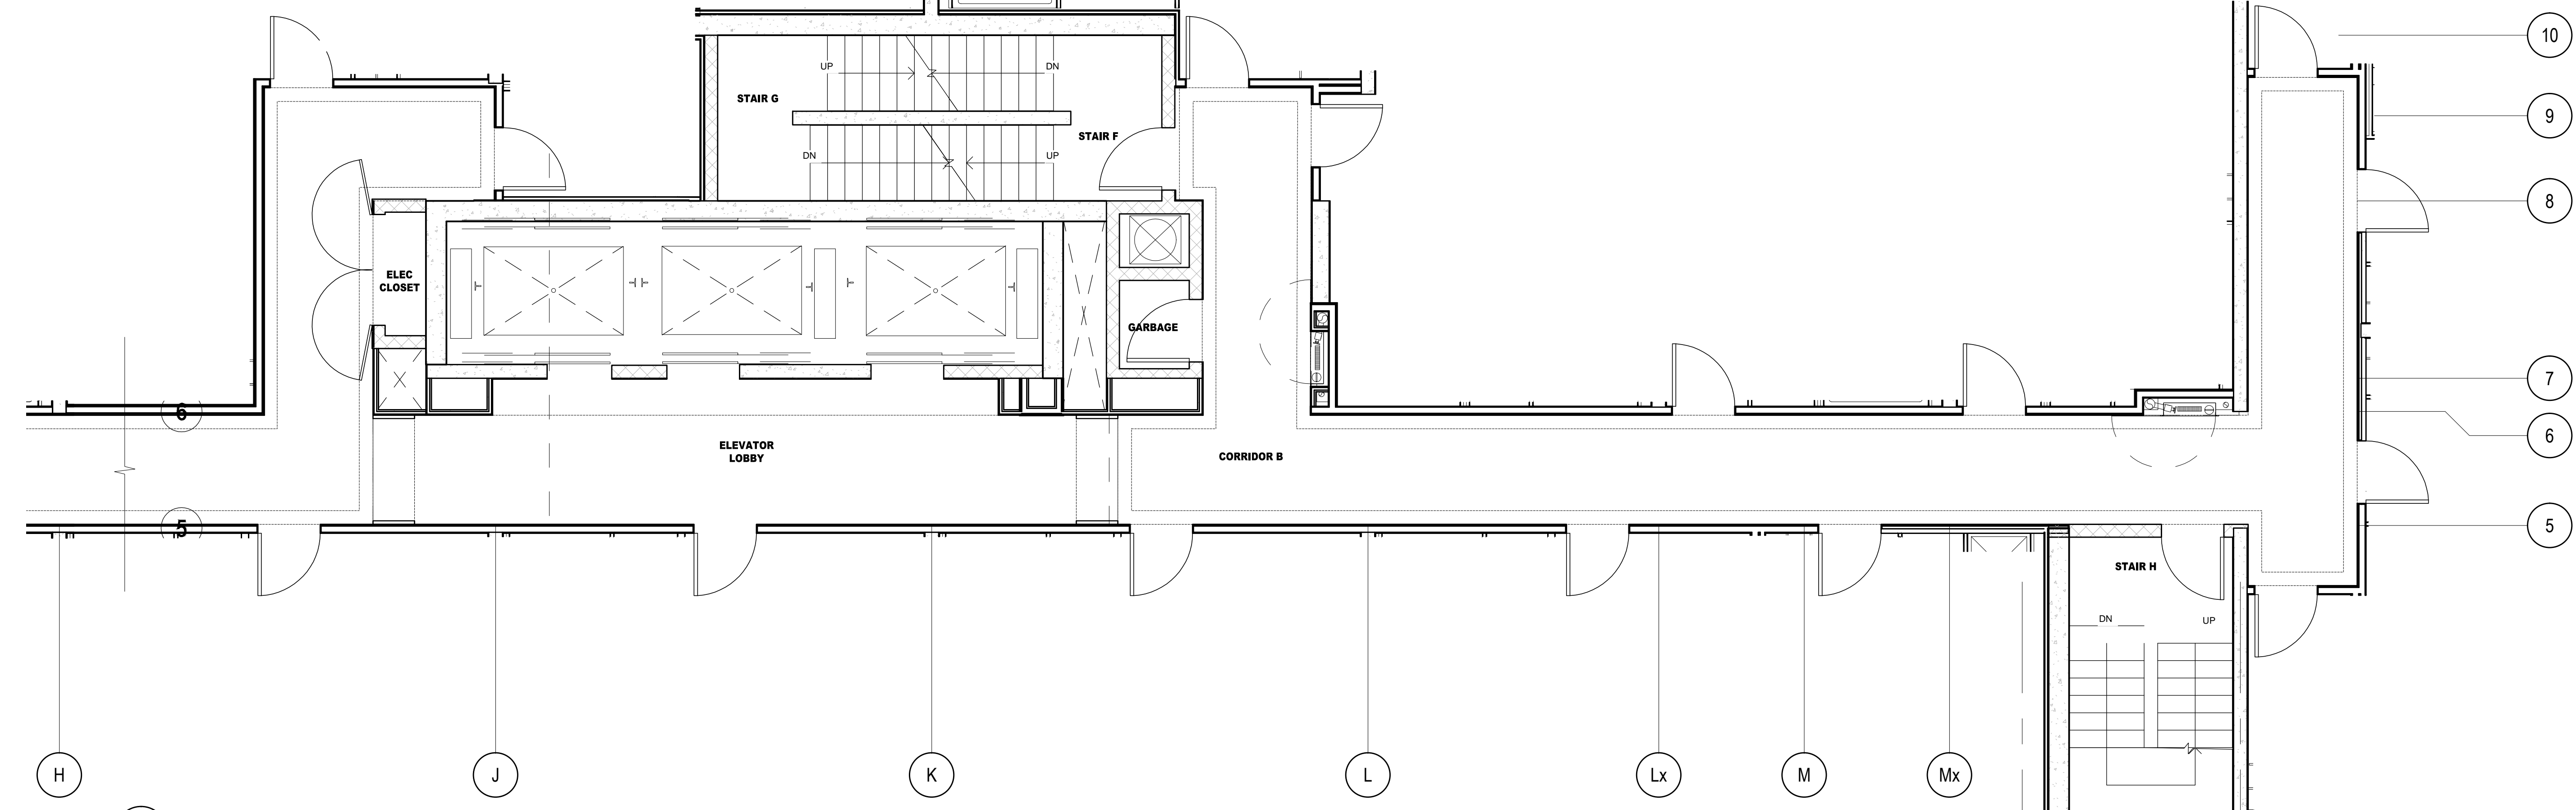 10
UP
DN
STAIR G
9
STAIR F
DN
UP
8
ELEC
CLOSET
GARBAGE
7
6
6
ELEVATOR
LOBBY
CORRIDOR B
5
5
STAIR H
DN
UP
H
J
K
L
Lx
M
Mx